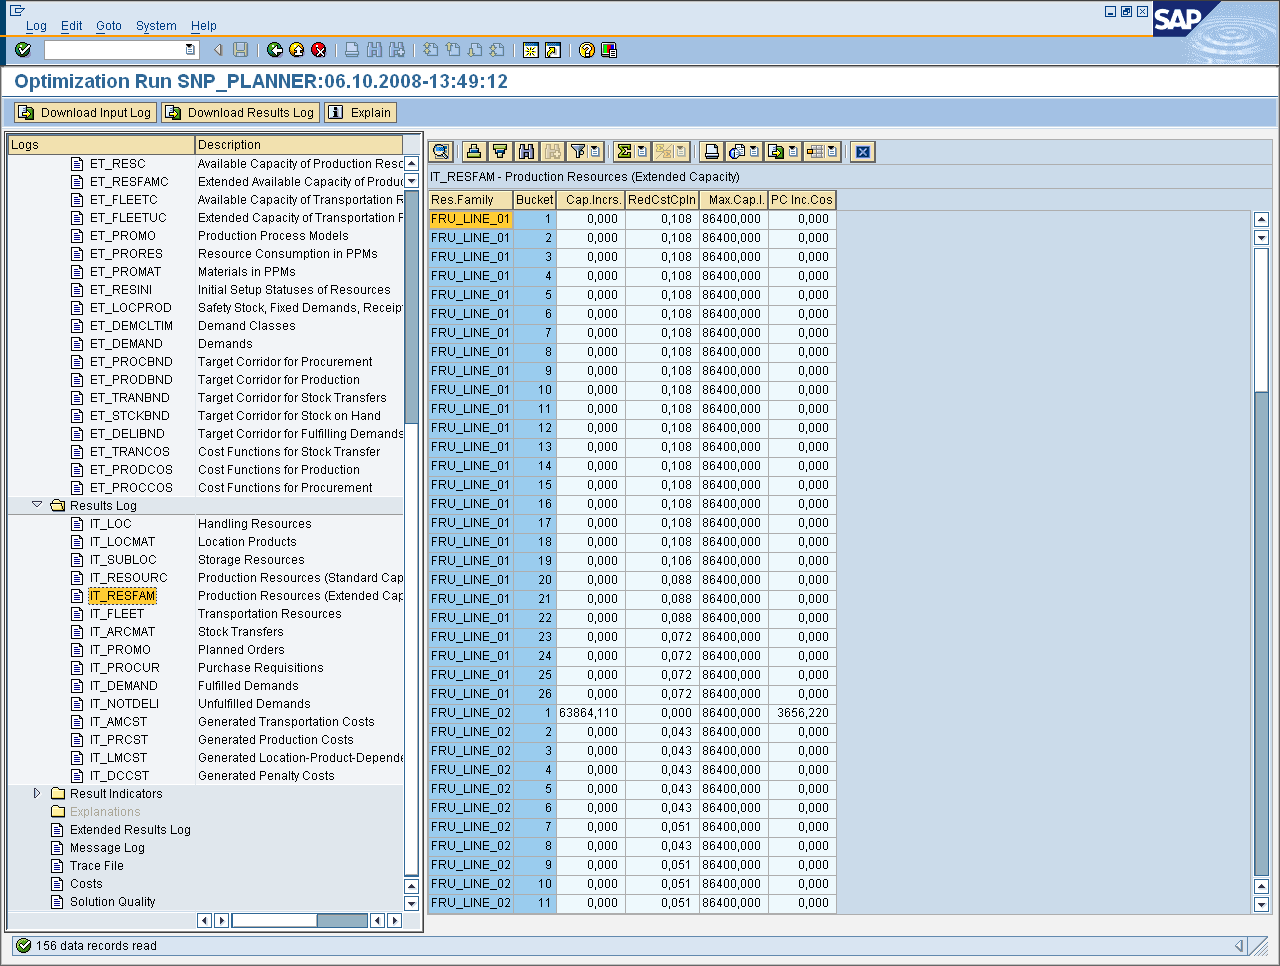 Log Edit Goto System Help
SAP
Optimization Run SNP_PLANNER:06.10.2008-13:49:12
Download Input Log Download Results Log Explain
Logs Description
ET_RESC Available Capacity of Production Resc
ET_RESFAMC Extended Available Capacity of Produc
ET_FLEETC Available Capacity of Transportation R
ET_FLEETUC Extended Capacity of Transportation F
ET_PROMO Production Process Models
ET_PRORES Resource Consumption in PPMs
ET_PROMAT Materials in PPMs
ET_RESINI Initial Setup Statuses of Resources
ET_LOCPROD Safety Stock, Fixed Demands, Receip
ET_DEMCLTIM Demand Classes
ET_DEMAND Demands
ET_PROCBND Target Corridor for Procurement
ET_PRODBND Target Corridor for Production
ET_TRANBND Target Corridor for Stock Transfers
ET_STCKBND Target Corridor for Stock on Hand
ET_DELIBND Target Corridor for Fulfilling Demands
ET_TRANCOS Cost Functions for Stock Transfer
ET_PRODCOS Cost Functions for Production
ET_PROCCOS Cost Functions for Procurement
Results Log
IT_LOC Handling Resources
IT_LOCMAT Location Products
IT_SUBLOC Storage Resources
IT_RESOURC Production Resources (Standard Cap
IT_RESFAM Production Resources (Extended Cap
IT_FLEET Transportation Resources
IT_ARCMAT Stock Transfers
IT_PROMO Planned Orders
IT_PROCUR Purchase Requisitions
IT_DEMAND Fulfilled Demands
IT_NOTDELI Unfulfilled Demands
IT_AMCST Generated Transportation Costs
IT_PRCST Generated Production Costs
IT_LMCST Generated Location-Product-Depende
IT_DCCST Generated Penalty Costs
Result Indicators
Explanations
Extended Results Log
Message Log
Trace File
Costs
Solution Quality
IT_RESFAM - Production Resources (Extended Capacity)
Res.Family Bucket Cap.Incrs. RedCstCpIn Max.Cap.I. PC Inc.Cos
FRU_LINE_01 1 0,000 0,108 86400,000 0,000
FRU_LINE_01 2 0,000 0,108 86400,000 0,000
FRU_LINE_01 3 0,000 0,108 86400,000 0,000
FRU_LINE_01 4 0,000 0,108 86400,000 0,000
FRU_LINE_01 5 0,000 0,108 86400,000 0,000
FRU_LINE_01 6 0,000 0,108 86400,000 0,000
FRU_LINE_01 7 0,000 0,108 86400,000 0,000
FRU_LINE_01 8 0,000 0,108 86400,000 0,000
FRU_LINE_01 9 0,000 0,108 86400,000 0,000
FRU_LINE_01 10 0,000 0,108 86400,000 0,000
FRU_LINE_01 11 0,000 0,108 86400,000 0,000
FRU_LINE_01 12 0,000 0,108 86400,000 0,000
FRU_LINE_01 13 0,000 0,108 86400,000 0,000
FRU_LINE_01 14 0,000 0,108 86400,000 0,000
FRU_LINE_01 15 0,000 0,108 86400,000 0,000
FRU_LINE_01 16 0,000 0,108 86400,000 0,000
FRU_LINE_01 17 0,000 0,108 86400,000 0,000
FRU_LINE_01 18 0,000 0,108 86400,000 0,000
FRU_LINE_01 19 0,000 0,106 86400,000 0,000
FRU_LINE_01 20 0,000 0,088 86400,000 0,000
FRU_LINE_01 21 0,000 0,088 86400,000 0,000
FRU_LINE_01 22 0,000 0,088 86400,000 0,000
FRU_LINE_01 23 0,000 0,072 86400,000 0,000
FRU_LINE_01 24 0,000 0,072 86400,000 0,000
FRU_LINE_01 25 0,000 0,072 86400,000 0,000
FRU_LINE_01 26 0,000 0,072 86400,000 0,000
FRU_LINE_02 1 63864,110 0,000 86400,000 3656,220
FRU_LINE_02 2 0,000 0,043 86400,000 0,000
FRU_LINE_02 3 0,000 0,043 86400,000 0,000
FRU_LINE_02 4 0,000 0,043 86400,000 0,000
FRU_LINE_02 5 0,000 0,043 86400,000 0,000
FRU_LINE_02 6 0,000 0,043 86400,000 0,000
FRU_LINE_02 7 0,000 0,051 86400,000 0,000
FRU_LINE_02 8 0,000 0,043 86400,000 0,000
FRU_LINE_02 9 0,000 0,051 86400,000 0,000
FRU_LINE_02 10 0,000 0,051 86400,000 0,000
FRU_LINE_02 11 0,000 0,051 86400,000 0,000
156 data records read